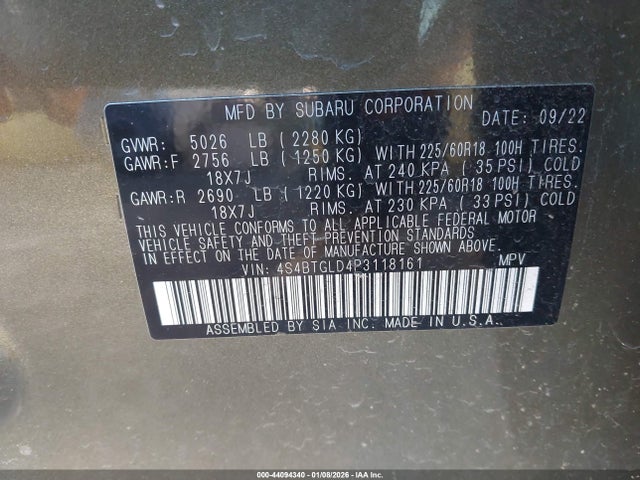 MFD BY SUBARU CORPORATION DATE: 09/22
GVWR: 5026 LB (2280 KG)
GAWR:F 2756 LB (1250 KG) WITH 225/60R18 100H TIRES.
18X7J RIMS. AT 240 KPA (35 PSI) COLD
GAWR:R 2690 LB (1220 KG) WITH 225/60R18 100H TIRES.
18X7J RIMS. AT 230 KPA (33 PSI) COLD
THIS VEHICLE CONFORMS TO ALL APPLICABLE FEDERAL MOTOR
VEHICLE SAFETY AND THEFT PREVENTION STANDARDS
IN EFFECT ON THE DATE OF MANUFACTURE SHOWN ABOVE.
VIN: 4S4BTGLD4P3118161 MPV
ASSEMBLED BY SIA INC. MADE IN U.S.A.
000-44094340 - 01/08/2026 - IAAI.COM